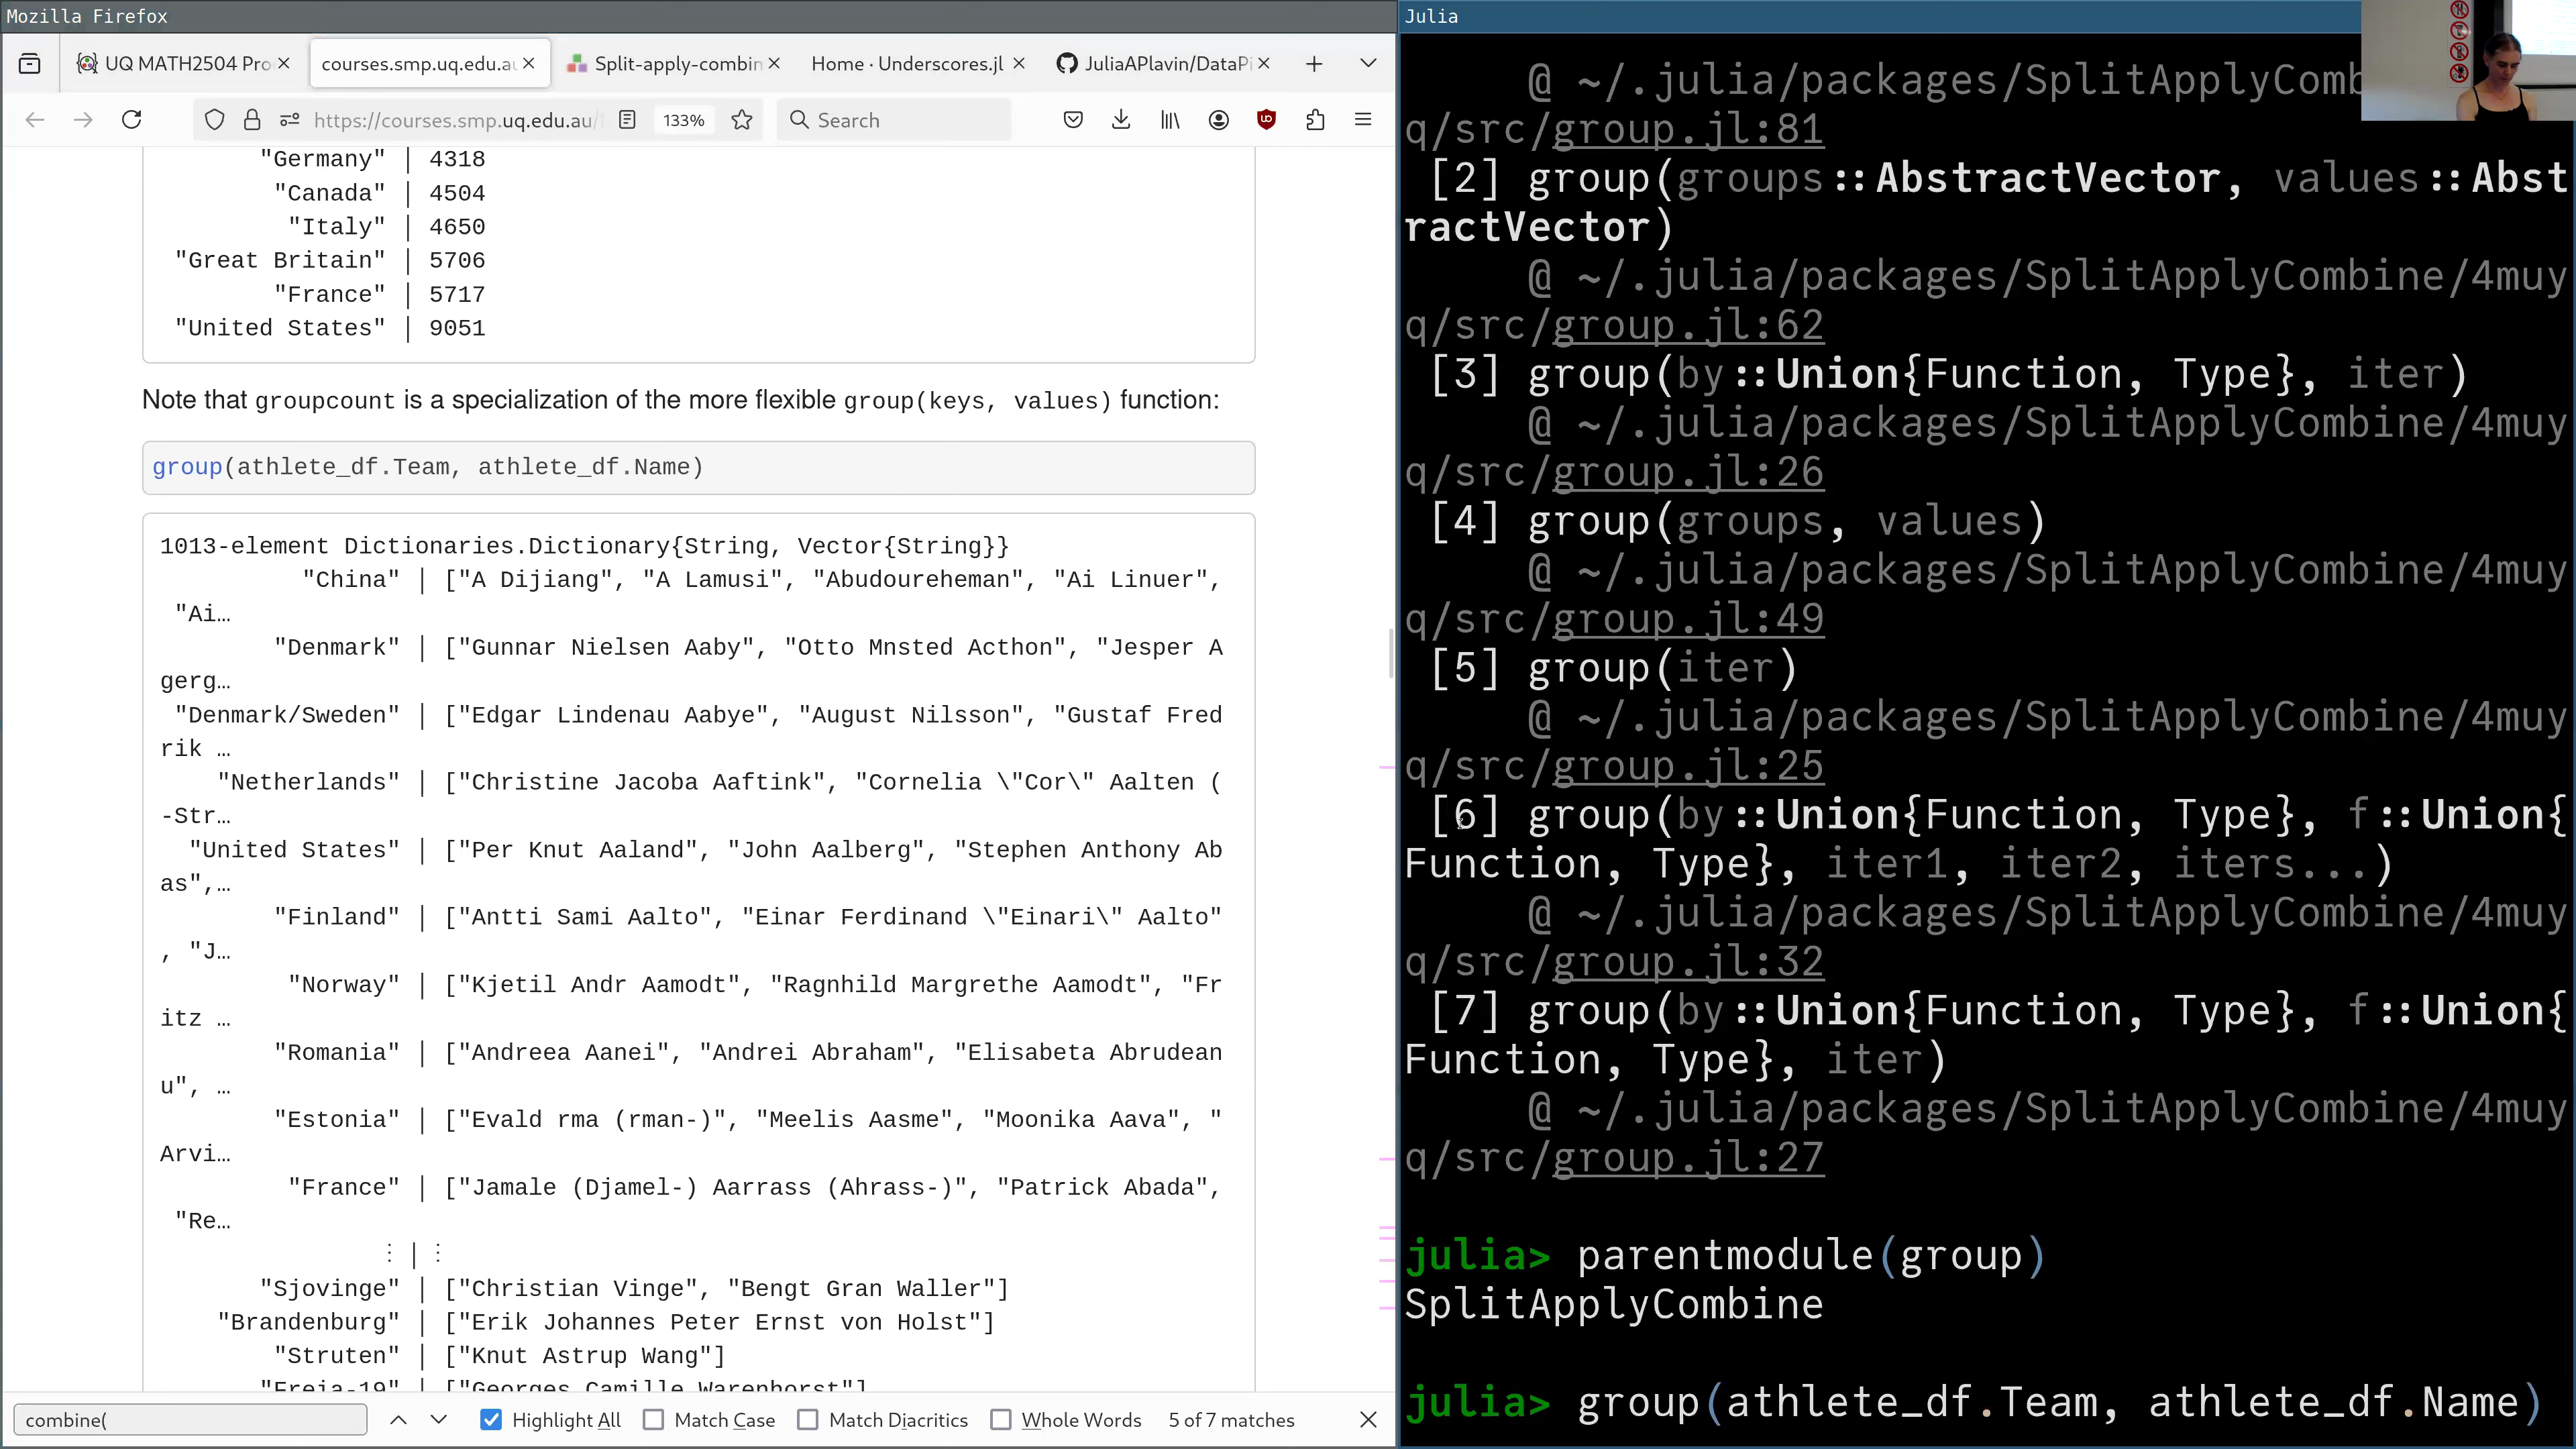 Mozilla Firefox
UQ MATH2504 Pro
courses.smp.uq.edu.au
Split-apply-combin
Home · Underscores.jl
JuliaAPlavin/DataPi
https://courses.smp.uq.edu.au/
133%
Search
"Germany" | 4318
"Canada" | 4504
"Italy" | 4650
"Great Britain" | 5706
"France" | 5717
"United States" | 9051
Note that groupcount is a specialization of the more flexible group(keys, values) function:
group(athlete_df.Team, athlete_df.Name)
1013-element Dictionaries.Dictionary{String, Vector{String}}
"China" | ["A Dijiang", "A Lamusi", "Abudoureheman", "Ai Linuer",
"Ai…
"Denmark" | ["Gunnar Nielsen Aaby", "Otto Mnsted Acthon", "Jesper A
gerg…
"Denmark/Sweden" | ["Edgar Lindenau Aabye", "August Nilsson", "Gustaf Fred
rik …
"Netherlands" | ["Christine Jacoba Aaftink", "Cornelia \"Cor\" Aalten (
-Str…
"United States" | ["Per Knut Aaland", "John Aalberg", "Stephen Anthony Ab
as",…
"Finland" | ["Antti Sami Aalto", "Einar Ferdinand \"Einari\" Aalto"
, "J…
"Norway" | ["Kjetil Andr Aamodt", "Ragnhild Margrethe Aamodt", "Fr
itz …
"Romania" | ["Andreea Aanei", "Andrei Abraham", "Elisabeta Abrudean
u", …
"Estonia" | ["Evald rma (rman-)", "Meelis Aasme", "Moonika Aava", "
Arvi…
"France" | ["Jamale (Djamel-) Aarrass (Ahrass-)", "Patrick Abada",
"Re…
⋮ | ⋮
"Sjovinge" | ["Christian Vinge", "Bengt Gran Waller"]
"Brandenburg" | ["Erik Johannes Peter Ernst von Holst"]
"Struten" | ["Knut Astrup Wang"]
"Freja-19" | ["Georges Camille Warenhorst"]
combine(
Highlight All
Match Case
Match Diacritics
Whole Words
5 of 7 matches
Julia
@ ~/.julia/packages/SplitApplyCombine
q/src/group.jl:81
[2] group(groups::AbstractVector, values::Abst
ractVector)
@ ~/.julia/packages/SplitApplyCombine/4muy
q/src/group.jl:62
[3] group(by::Union{Function, Type}, iter)
@ ~/.julia/packages/SplitApplyCombine/4muy
q/src/group.jl:26
[4] group(groups, values)
@ ~/.julia/packages/SplitApplyCombine/4muy
q/src/group.jl:49
[5] group(iter)
@ ~/.julia/packages/SplitApplyCombine/4muy
q/src/group.jl:25
[6] group(by::Union{Function, Type}, f::Union{
Function, Type}, iter1, iter2, iters...)
@ ~/.julia/packages/SplitApplyCombine/4muy
q/src/group.jl:32
[7] group(by::Union{Function, Type}, f::Union{
Function, Type}, iter)
@ ~/.julia/packages/SplitApplyCombine/4muy
q/src/group.jl:27
julia> parentmodule(group)
SplitApplyCombine
julia> group(athlete_df.Team, athlete_df.Name)